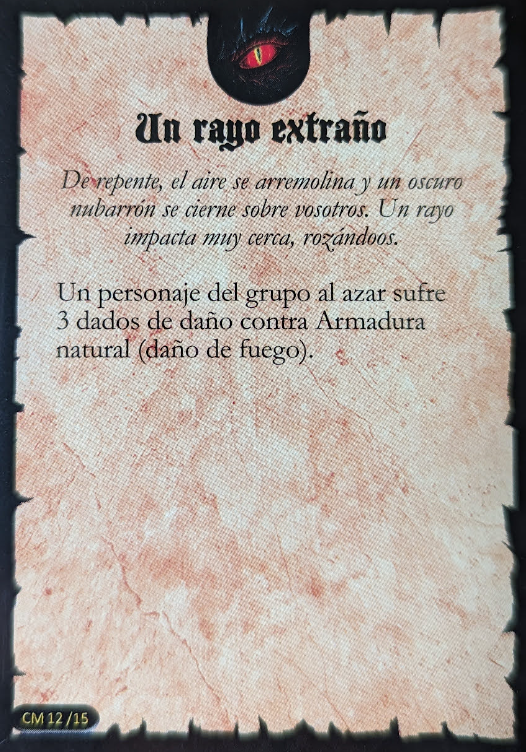 Un rayo extraño
De repente, el aire se arremolina y un oscuro
nubarrón se cierne sobre vosotros. Un rayo
impacta muy cerca, rozándoos.
Un personaje del grupo al azar sufre
3 dados de daño contra Armadura
natural (daño de fuego).
CM 12 /15